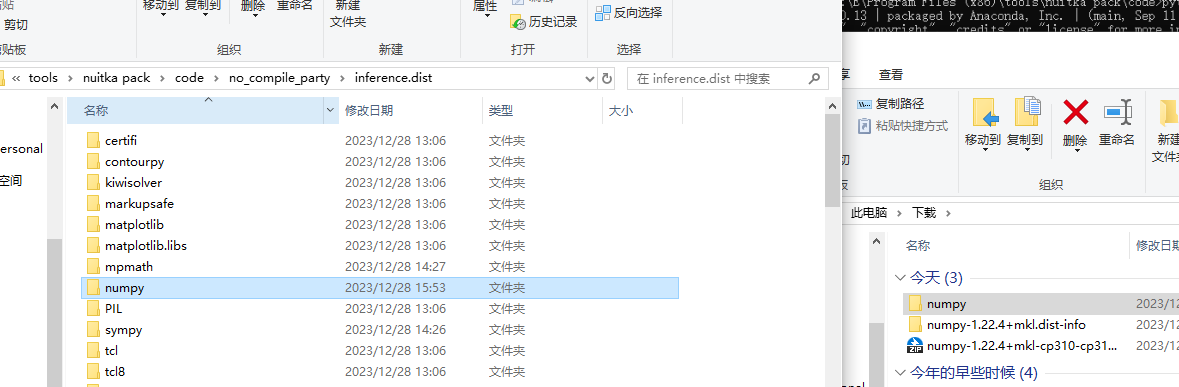 移动到 复制到 删除 重命名 新建 文件夹 属性 反向选择
剪切 历史记录
组织 新建 打开 选择
« tools > nuitka pack > code > no_compile_party > inference.dist
在 inference.dist 中搜索
名称 修改日期 类型 大小
certifi 2023/12/28 13:06 文件夹
contourpy 2023/12/28 13:06 文件夹
kiwisolver 2023/12/28 13:06 文件夹
markupsafe 2023/12/28 13:06 文件夹
matplotlib 2023/12/28 13:06 文件夹
matplotlib.libs 2023/12/28 13:06 文件夹
mpmath 2023/12/28 14:27 文件夹
numpy 2023/12/28 15:53 文件夹
PIL 2023/12/28 13:06 文件夹
sympy 2023/12/28 14:26 文件夹
tcl 2023/12/28 13:06 文件夹
tcl8 2023/12/28 13:06 文件夹
ersonal
空间
.13 | packaged by Anaconda, Inc. | (main, Sep 11
"copyright", "credits" or "license" for more in
享 查看
复制路径
粘贴快捷方式
移动到 复制到 删除 重命名 新建
文件夹
组织
此电脑 > 下载 >
名称 修改日期
今天 (3)
numpy 2023/12
numpy-1.22.4+mkl.dist-info 2023/12
numpy-1.22.4+mkl-cp310-cp31... 2023/12
今年的早些时候 (4)